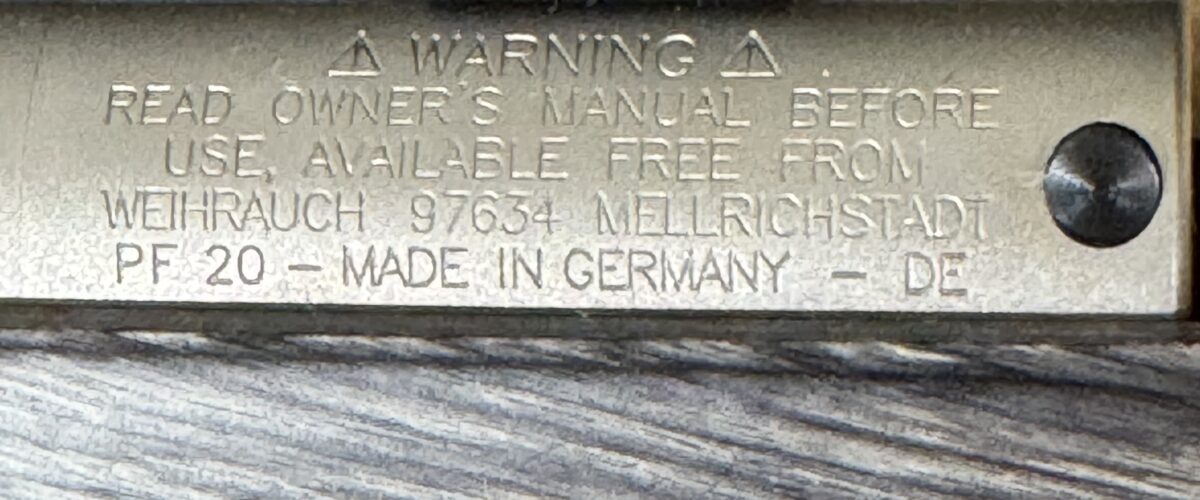 ⚠ WARNING ⚠
READ OWNER'S MANUAL BEFORE
USE, AVAILABLE FREE FROM
WEIHRAUCH 97634 MELLRICHSTADT
PF 20 – MADE IN GERMANY – DE